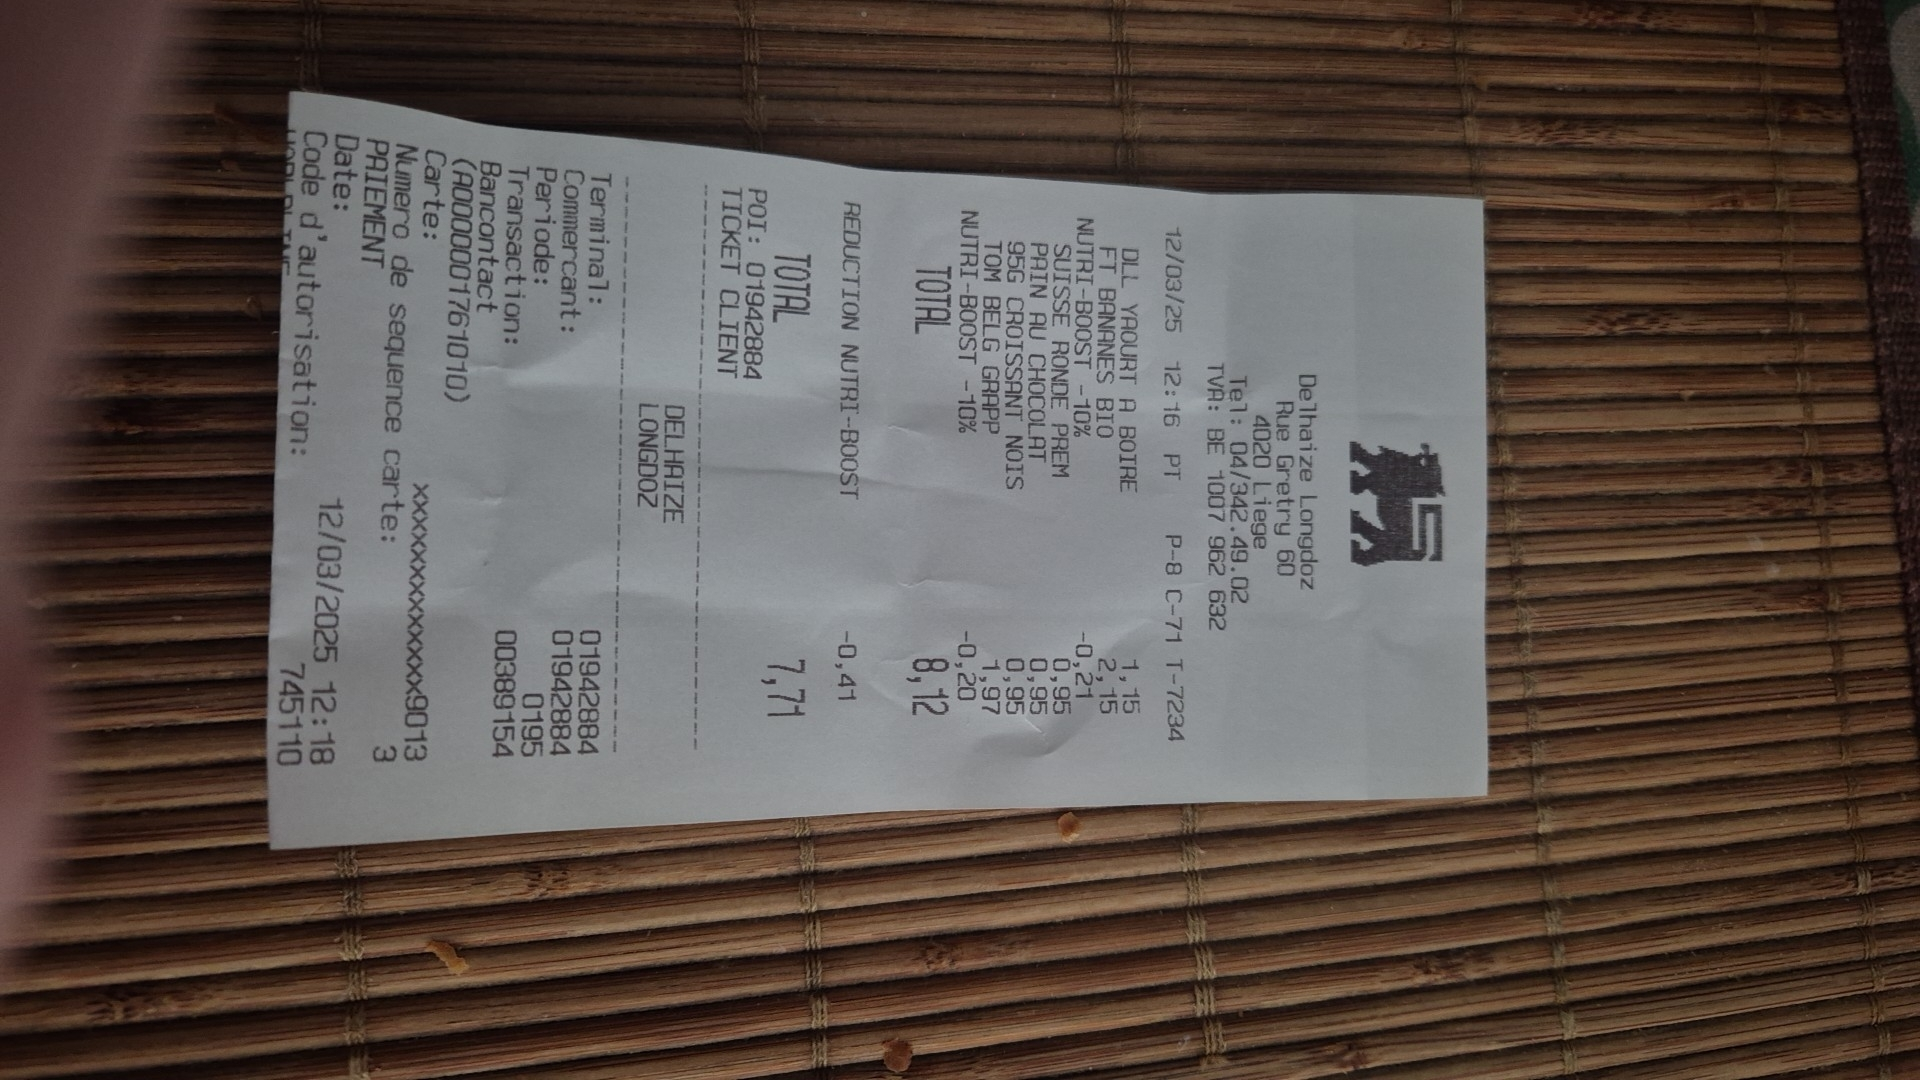 Delhaize Longdoz
Rue Gretry 60
4020 Liege
Tel: 04/342.49.02
TVA: BE 1007 962 632
12/03/25 12:16 PT P-8 C-71 T-7234
DLL YAOURT A BOIRE 1,15
FT BANANES BIO 2,15
NUTRI-BOOST -10% -0,21
SUISSE RONDE PREM 0,95
PAIN AU CHOCOLAT 0,95
95G CROISSANT NOIS 0,95
TOM BELG GRAPP 1,97
NUTRI-BOOST -10% -0,20
TOTAL 8,12
REDUCTION NUTRI-BOOST -0,41
TOTAL 7,71
POI: 01942884
TICKET CLIENT
DELHAIZE
LONGDOZ
Terminal: 01942884
Commercant: 01942884
Periode: 0195
Transaction: 00389154
Bancontact
(A0000001761010)
Carte: xxxxxxxxxxxxxxx9013
Numero de sequence carte: 3
PAIEMENT
Date: 12/03/2025 12:18
Code d'autorisation: 745110